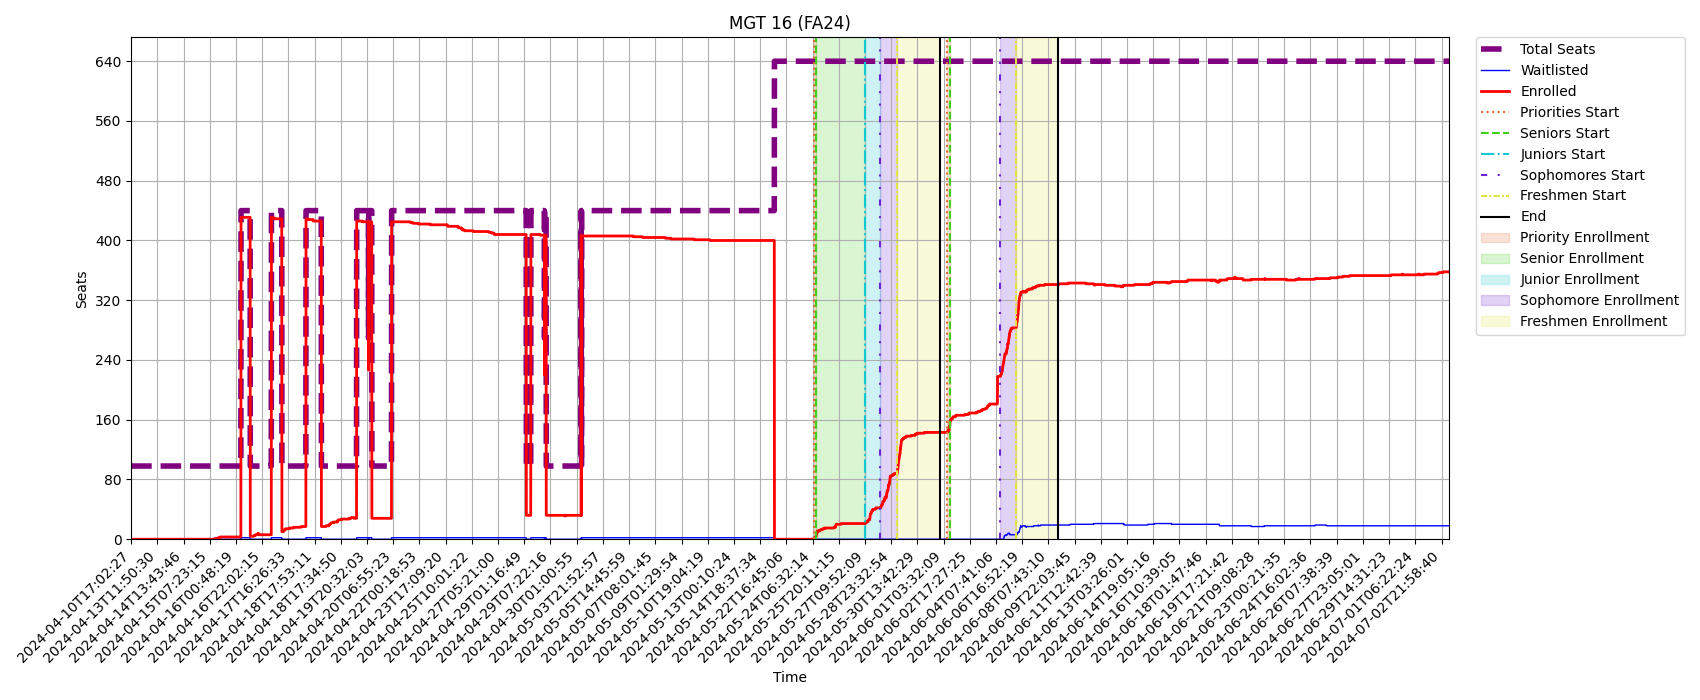 MGT 16 (FA24)
Seats
640
560
480
400
320
240
160
80
0
2024-04-10T17:02:27
2024-04-13T11:50:30
2024-04-14T13:43:46
2024-04-15T07:23:15
2024-04-16T00:48:19
2024-04-16T22:02:15
2024-04-17T16:26:33
2024-04-18T17:53:11
2024-04-18T17:34:50
2024-04-19T20:32:03
2024-04-20T06:55:23
2024-04-22T00:18:53
2024-04-23T17:09:20
2024-04-25T10:01:22
2024-04-27T05:21:00
2024-04-29T01:16:49
2024-04-29T07:22:16
2024-04-30T01:00:55
2024-05-03T21:52:57
2024-05-05T14:45:59
2024-05-07T08:01:45
2024-05-09T01:29:54
2024-05-10T19:04:19
2024-05-13T00:10:24
2024-05-14T18:37:34
2024-05-22T16:45:06
2024-05-24T06:32:14
2024-05-25T20:11:15
2024-05-27T09:52:09
2024-05-28T23:32:54
2024-05-30T13:42:29
2024-06-01T03:32:09
2024-06-02T17:27:25
2024-06-04T07:41:06
2024-06-06T16:52:19
2024-06-08T07:43:10
2024-06-09T22:03:45
2024-06-11T12:42:39
2024-06-13T03:26:01
2024-06-14T19:05:16
2024-06-16T10:39:05
2024-06-18T01:47:46
2024-06-19T17:21:42
2024-06-21T09:08:28
2024-06-23T00:21:35
2024-06-24T16:02:36
2024-06-26T07:38:39
2024-06-27T23:05:01
2024-06-29T14:31:23
2024-07-01T06:22:24
2024-07-02T21:58:40
Time
Total Seats
Waitlisted
Enrolled
Priorities Start
Seniors Start
Juniors Start
Sophomores Start
Freshmen Start
End
Priority Enrollment
Senior Enrollment
Junior Enrollment
Sophomore Enrollment
Freshmen Enrollment